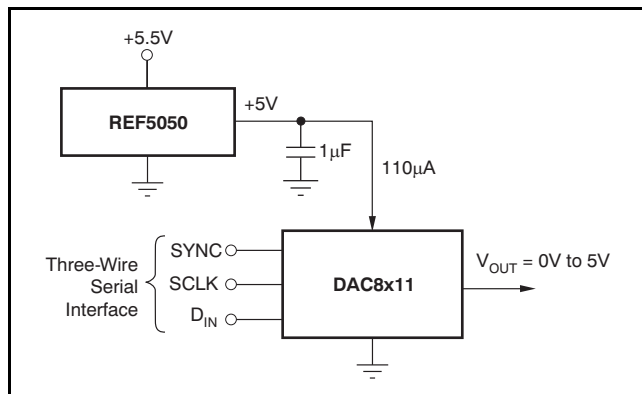 +5.5V
REF5050
+5V
1μF
110μA
Three-Wire
Serial
Interface
SYNC
SCLK
DIN
DAC8x11
VOUT = 0V to 5V